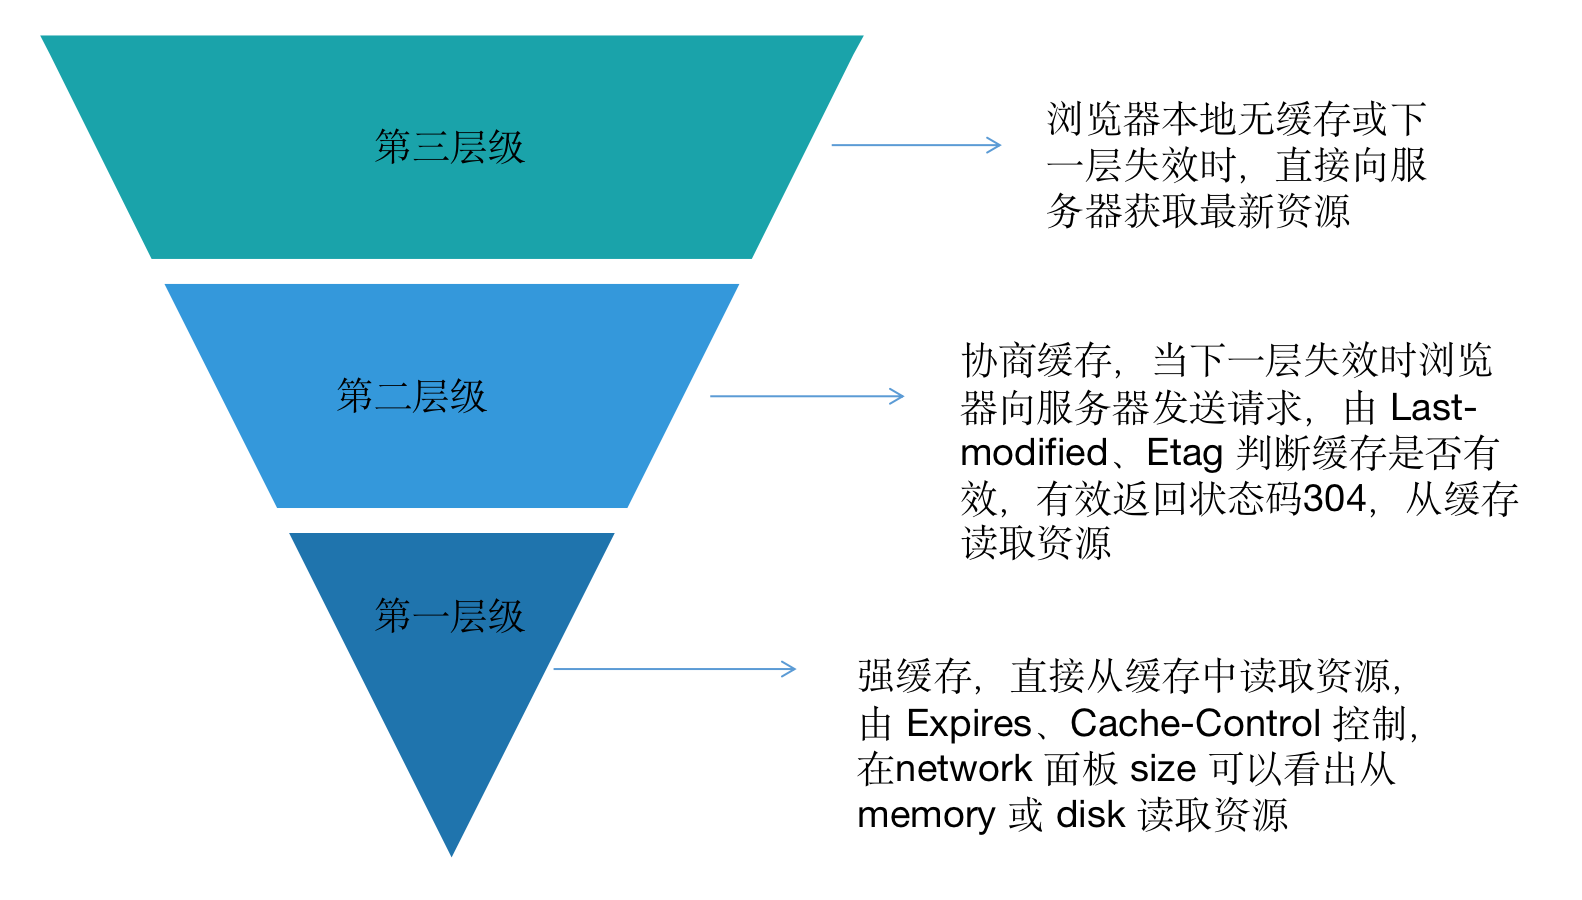 第三层级
浏览器本地无缓存或下
一层失效时，直接向服
务器获取最新资源
第二层级
协商缓存，当下一层失效时浏览
器向服务器发送请求，由 Last-
modified、Etag 判断缓存是否有
效，有效返回状态码304，从缓存
读取资源
第一层级
强缓存，直接从缓存中读取资源，
由 Expires、Cache-Control 控制，
在network 面板 size 可以看出从
memory 或 disk 读取资源